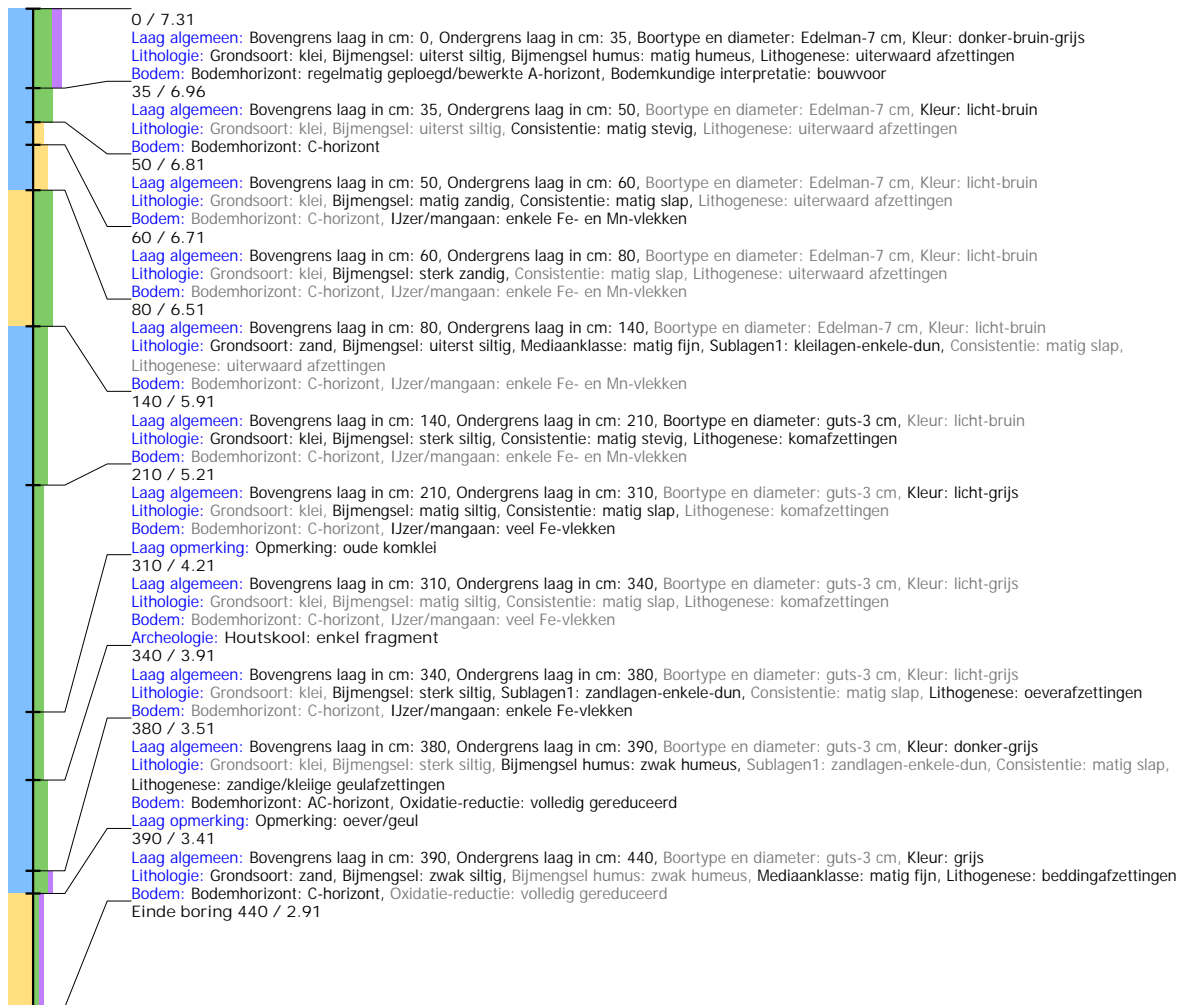 0 / 7.31
Laag algemeen: Bovengrens laag in cm: 0, Ondergrens laag in cm: 35, Boortype en diameter: Edelman-7 cm, Kleur: donker-bruin-grijs
Lithologie: Grondsoort: klei, Bijmengsel: uiterst siltig, Bijmengsel humus: matig humeus, Lithogenese: uiterwaard afzettingen
Bodem: Bodemhorizont: regelmatig geploegd/bewerkte A-horizont, Bodemkundige interpretatie: bouwvoor
35 / 6.96
Laag algemeen: Bovengrens laag in cm: 35, Ondergrens laag in cm: 50, Boortype en diameter: Edelman-7 cm, Kleur: licht-bruin
Lithologie: Grondsoort: klei, Bijmengsel: uiterst siltig, Consistentie: matig stevig, Lithogenese: uiterwaard afzettingen
Bodem: Bodemhorizont: C-horizont
50 / 6.81
Laag algemeen: Bovengrens laag in cm: 50, Ondergrens laag in cm: 60, Boortype en diameter: Edelman-7 cm, Kleur: licht-bruin
Lithologie: Grondsoort: klei, Bijmengsel: matig zandig, Consistentie: matig slap, Lithogenese: uiterwaard afzettingen
Bodem: Bodemhorizont: C-horizont, IJzer/mangaan: enkele Fe- en Mn-vlekken
60 / 6.71
Laag algemeen: Bovengrens laag in cm: 60, Ondergrens laag in cm: 80, Boortype en diameter: Edelman-7 cm, Kleur: licht-bruin
Lithologie: Grondsoort: klei, Bijmengsel: sterk zandig, Consistentie: matig slap, Lithogenese: uiterwaard afzettingen
Bodem: Bodemhorizont: C-horizont, IJzer/mangaan: enkele Fe- en Mn-vlekken
80 / 6.51
Laag algemeen: Bovengrens laag in cm: 80, Ondergrens laag in cm: 140, Boortype en diameter: Edelman-7 cm, Kleur: licht-bruin
Lithologie: Grondsoort: zand, Bijmengsel: uiterst siltig, Mediaanklasse: matig fijn, Sublagen1: kleilagen-enkele-dun, Consistentie: matig slap,
Lithogenese: uiterwaard afzettingen
Bodem: Bodemhorizont: C-horizont, IJzer/mangaan: enkele Fe- en Mn-vlekken
140 / 5.91
Laag algemeen: Bovengrens laag in cm: 140, Ondergrens laag in cm: 210, Boortype en diameter: guts-3 cm, Kleur: licht-bruin
Lithologie: Grondsoort: klei, Bijmengsel: sterk siltig, Consistentie: matig stevig, Lithogenese: komafzettingen
Bodem: Bodemhorizont: C-horizont, IJzer/mangaan: enkele Fe- en Mn-vlekken
210 / 5.21
Laag algemeen: Bovengrens laag in cm: 210, Ondergrens laag in cm: 310, Boortype en diameter: guts-3 cm, Kleur: licht-grijs
Lithologie: Grondsoort: klei, Bijmengsel: matig siltig, Consistentie: matig slap, Lithogenese: komafzettingen
Bodem: Bodemhorizont: C-horizont, IJzer/mangaan: veel Fe-vlekken
Laag opmerking: Opmerking: oude komklei
310 / 4.21
Laag algemeen: Bovengrens laag in cm: 310, Ondergrens laag in cm: 340, Boortype en diameter: guts-3 cm, Kleur: licht-grijs
Lithologie: Grondsoort: klei, Bijmengsel: matig siltig, Consistentie: matig slap, Lithogenese: komafzettingen
Bodem: Bodemhorizont: C-horizont, IJzer/mangaan: veel Fe-vlekken
Archeologie: Houtskool: enkel fragment
340 / 3.91
Laag algemeen: Bovengrens laag in cm: 340, Ondergrens laag in cm: 380, Boortype en diameter: guts-3 cm, Kleur: licht-grijs
Lithologie: Grondsoort: klei, Bijmengsel: sterk siltig, Sublagen1: zandlagen-enkele-dun, Consistentie: matig slap, Lithogenese: oeverafzettingen
Bodem: Bodemhorizont: C-horizont, IJzer/mangaan: enkele Fe-vlekken
380 / 3.51
Laag algemeen: Bovengrens laag in cm: 380, Ondergrens laag in cm: 390, Boortype en diameter: guts-3 cm, Kleur: donker-grijs
Lithologie: Grondsoort: klei, Bijmengsel: sterk siltig, Bijmengsel humus: zwak humeus, Sublagen1: zandlagen-enkele-dun, Consistentie: matig slap,
Lithogenese: zandige/kleiige geulafzettingen
Bodem: Bodemhorizont: AC-horizont, Oxidatie-reductie: volledig gereduceerd
Laag opmerking: Opmerking: oever/geul
390 / 3.41
Laag algemeen: Bovengrens laag in cm: 390, Ondergrens laag in cm: 440, Boortype en diameter: guts-3 cm, Kleur: grijs
Lithologie: Grondsoort: zand, Bijmengsel: zwak siltig, Bijmengsel humus: zwak humeus, Mediaanklasse: matig fijn, Lithogenese: beddingafzettingen
Bodem: Bodemhorizont: C-horizont, Oxidatie-reductie: volledig gereduceerd
Einde boring 440 / 2.91